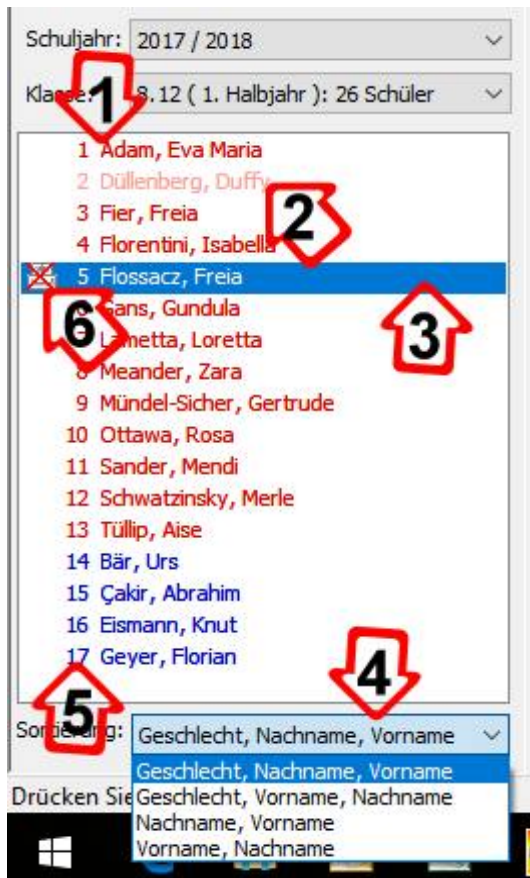 Schuljahr: 2017 / 2018
8.12 ( 1. Halbjahr ): 26 Schüler
1
1 Adam, Eva Maria
2 Düllenberg, Duffy
2
3 Fier, Freia
4 Florentini, Isabella
5 Flossacz, Freia
6 Gans, Gundula
6
3
7 Lametta, Loretta
8 Meander, Zara
9 Mündel-Sicher, Gertrude
10 Ottawa, Rosa
11 Sander, Mendi
12 Schwatzinsky, Merle
13 Tüllip, Aise
14 Bär, Urs
15 Çakir, Abrahim
16 Eismann, Knut
17 Geyer, Florian
4
5
Geschlecht, Nachname, Vorname
Geschlecht, Nachname, Vorname
Drücken Sie
Geschlecht, Vorname, Nachname
Nachname, Vorname
Vorname, Nachname